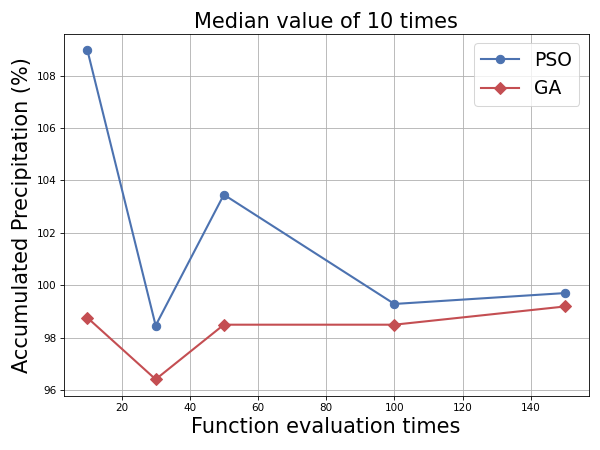 Median value of 10 times
Accumulated Precipitation (%)
108
106
104
102
100
98
96
PSO
GA
20
40
60
80
100
120
140
Function evaluation times